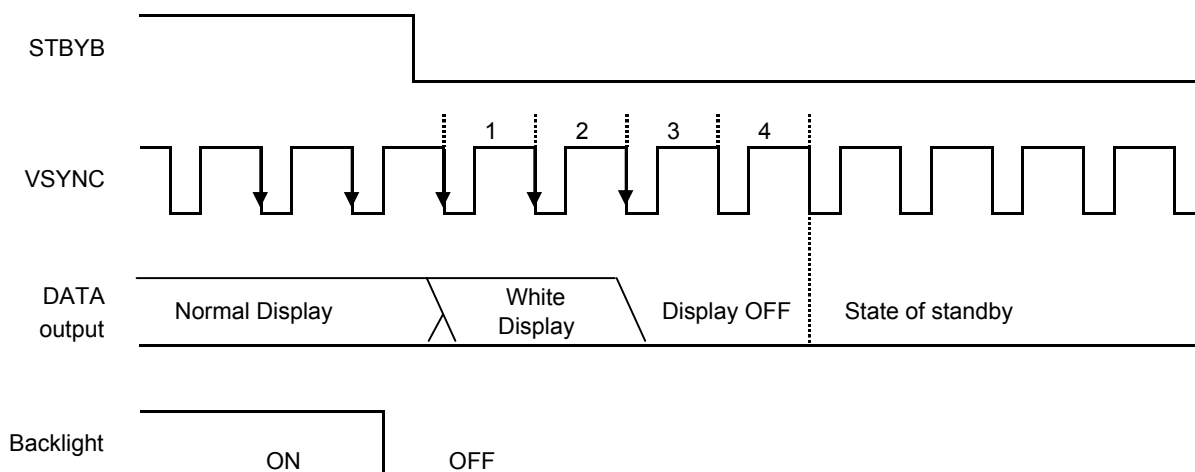 STBYB
1 2 3 4
VSYNC
DATA
output
Normal Display
White
Display
Display OFF
State of standby
Backlight
ON
OFF